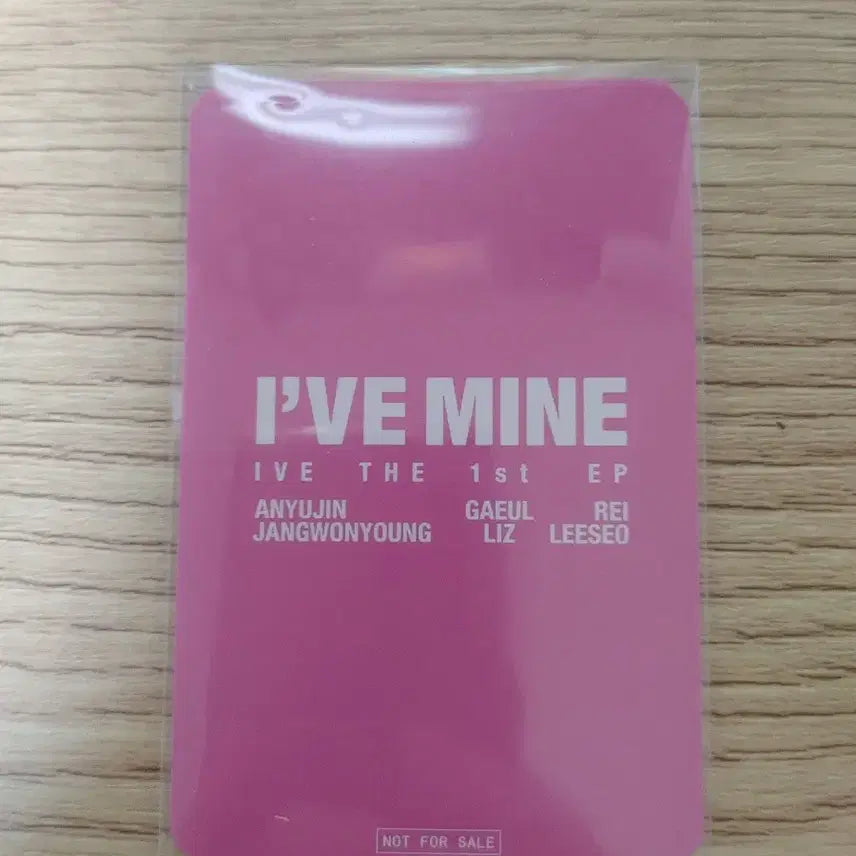 I'VE MINE
IVE THE 1st EP
ANYUJIN GAEUL REI
JANGWONYOUNG LIZ LEESEO
NOT FOR SALE